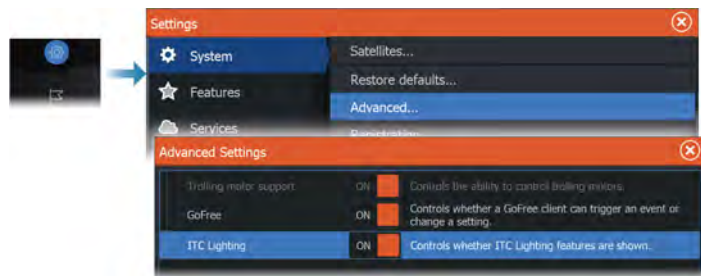 Settings
System
Satellites...
Restore defaults...
Features
Advanced...
Services
Registration
Advanced Settings
Trolling motor support
ON
Controls the ability to control trolling motors.
GoFree
ON
Controls whether a GoFree client can trigger an event or
change a setting.
ITC Lighting
ON
Controls whether ITC Lighting features are shown.